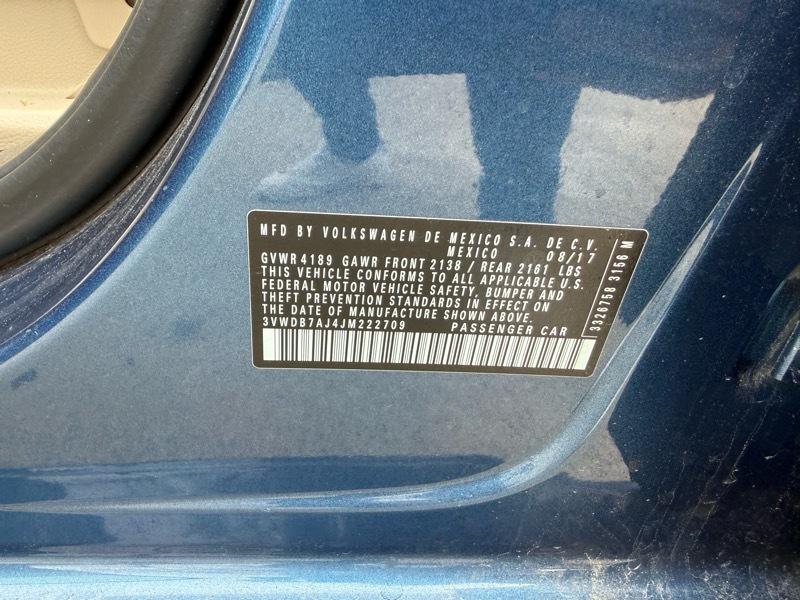 MFD BY VOLKSWAGEN DE MEXICO S.A. DE C.V.
MEXICO 08/17
GVWR 4189 GAWR FRONT 2138 / REAR 2161 LBS
THIS VEHICLE CONFORMS TO ALL APPLICABLE U.S.
FEDERAL MOTOR VEHICLE SAFETY, BUMPER AND
THEFT PREVENTION STANDARDS IN EFFECT ON
THE DATE OF MANUFACTURE SHOWN ABOVE.
3VWDB7AJ4JM222709 PASSENGER CAR
3326758 3156 M